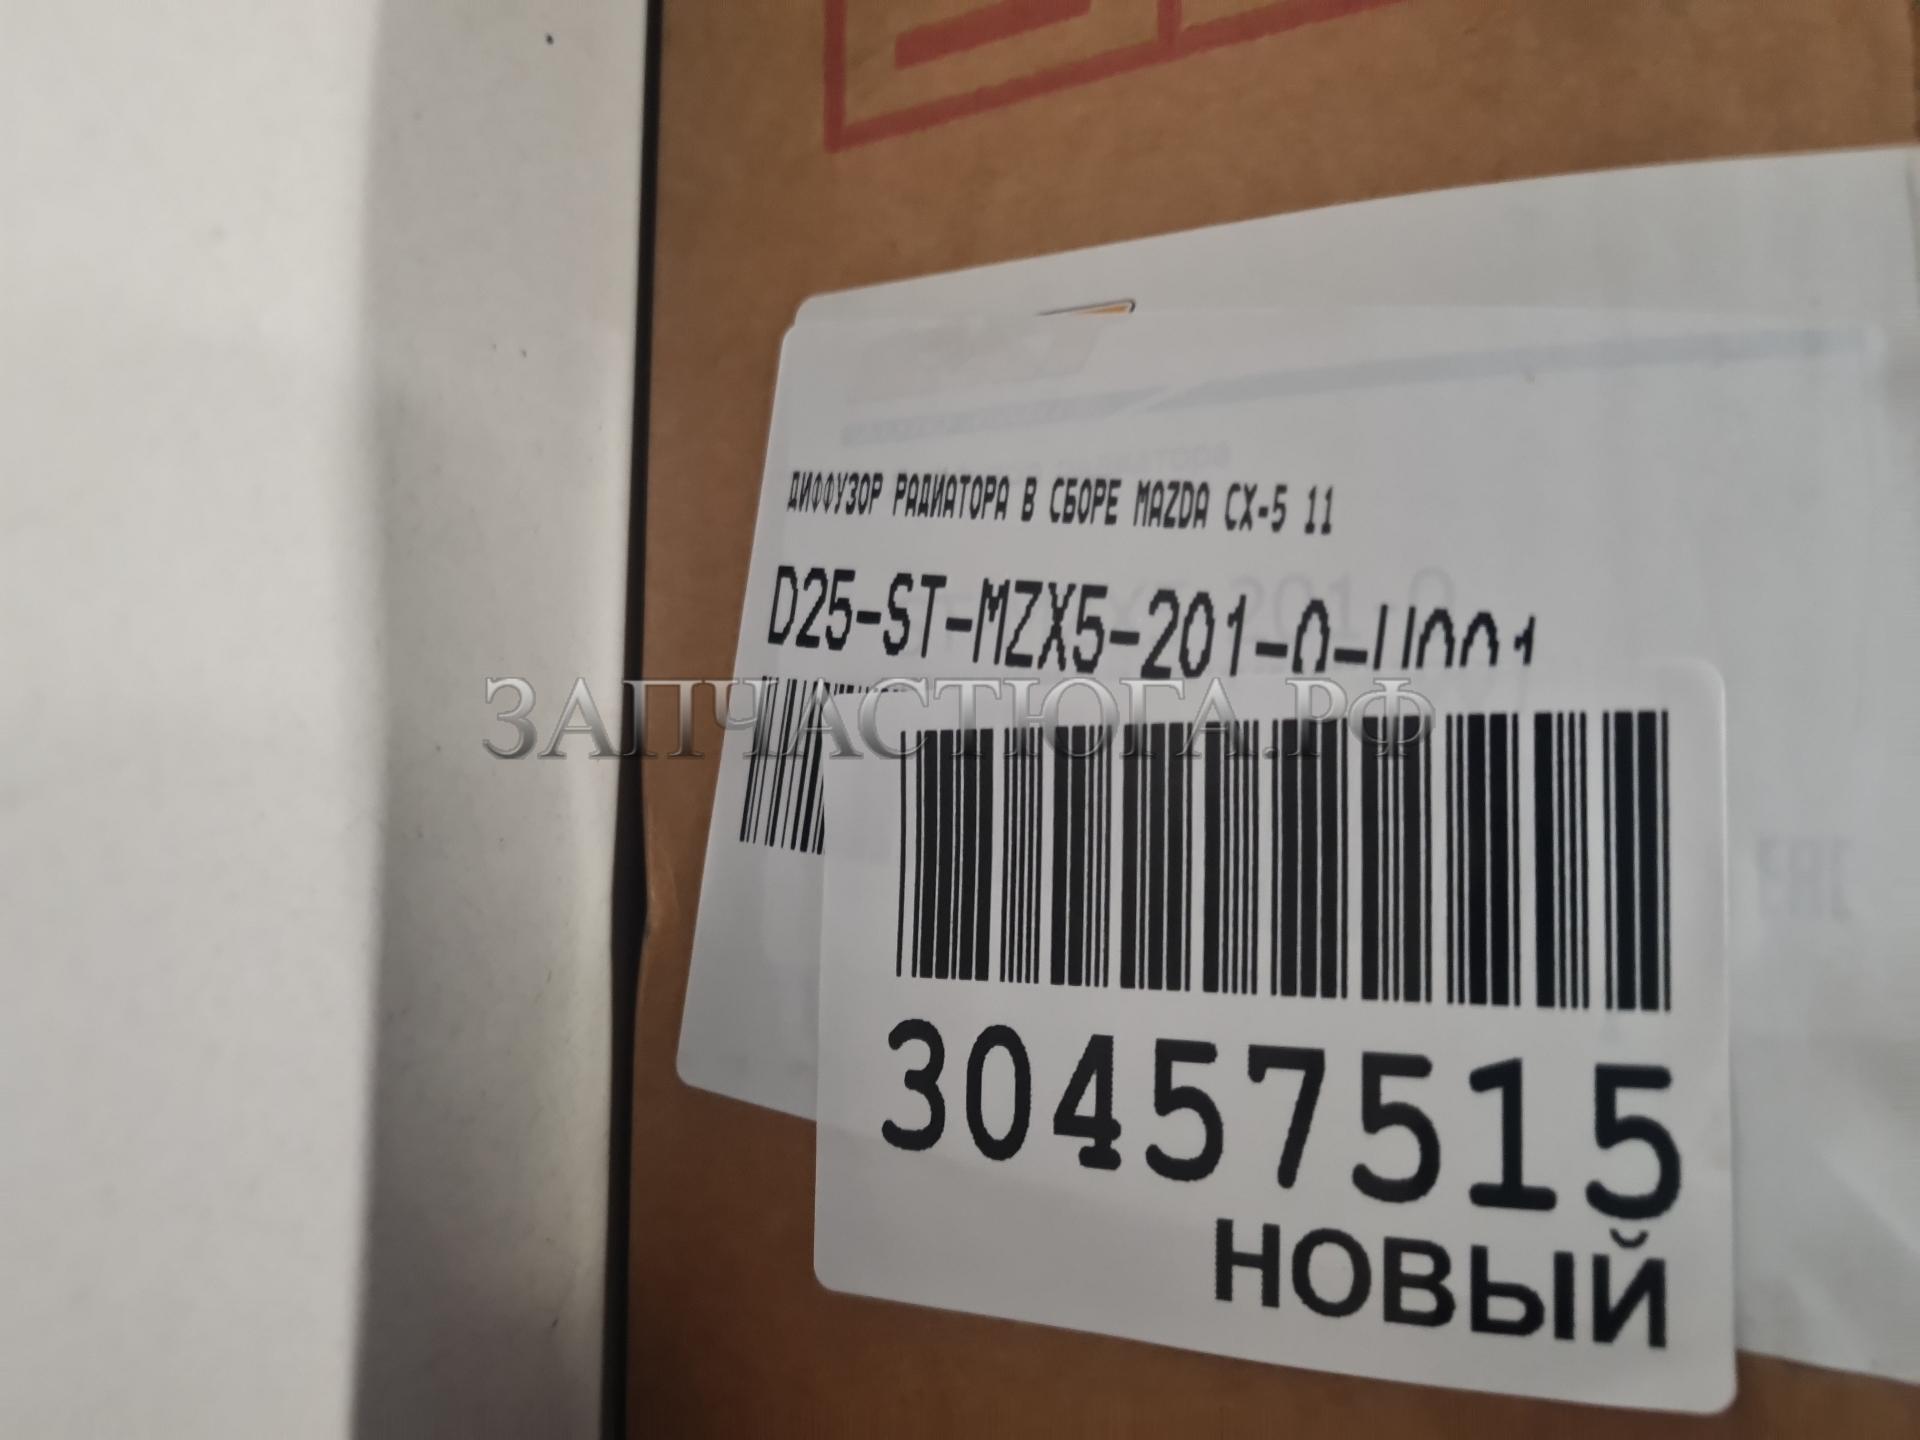 ДИФФУЗОР РАДИАТОРА В СБОРЕ MAZDA CX-5 11
D25-ST-MZX5-201-0-U001
ЗАПЧАСТЮГА.РФ
30457515
НОВЫЙ